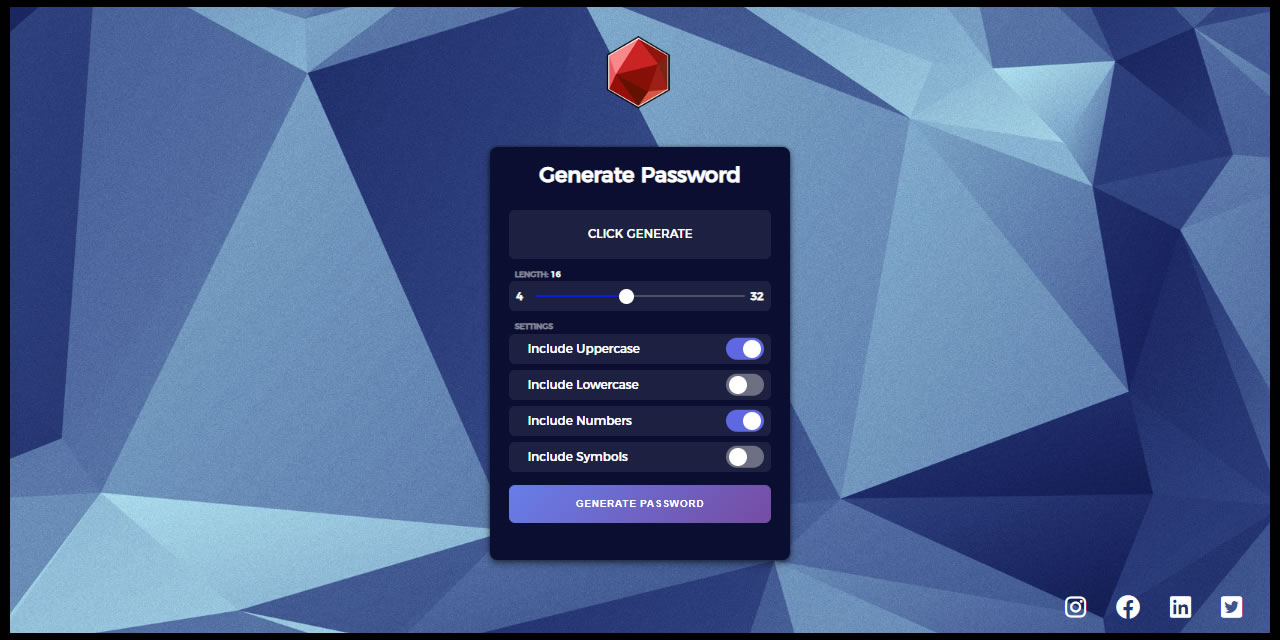 Generate Password
CLICK GENERATE
LENGTH: 16
4 32
SETTINGS
Include Uppercase
Include Lowercase
Include Numbers
Include Symbols
GENERATE PASSWORD